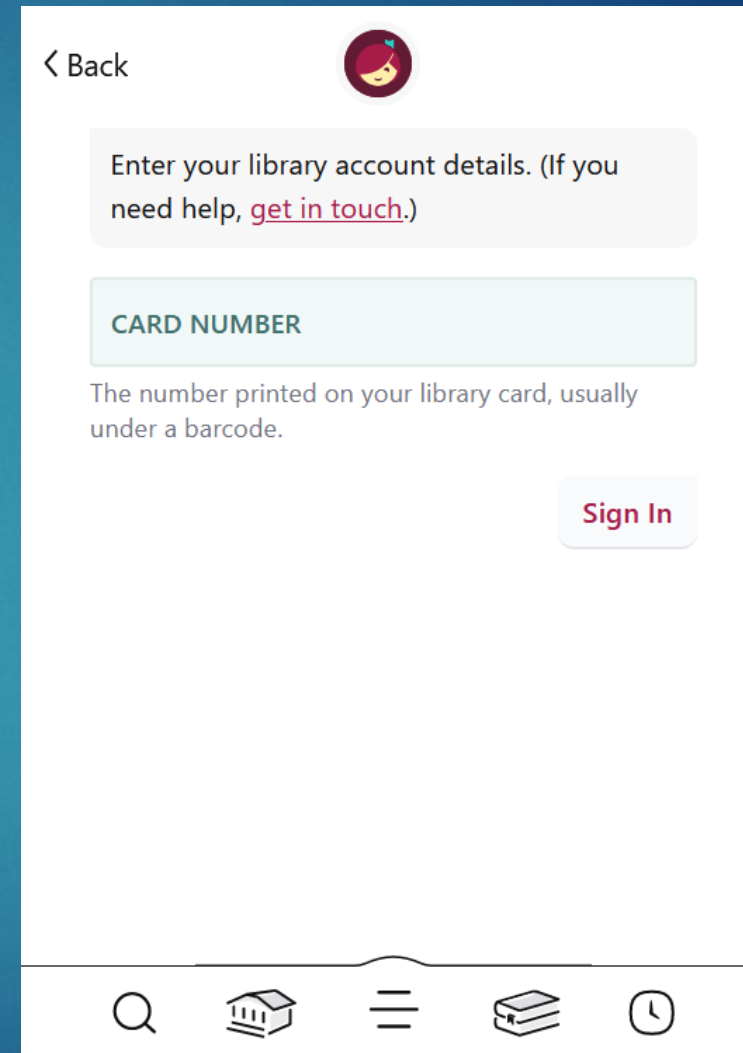 Back
Enter your library account details. (If you
need help, get in touch.)
CARD NUMBER
The number printed on your library card, usually
under a barcode.
Sign In